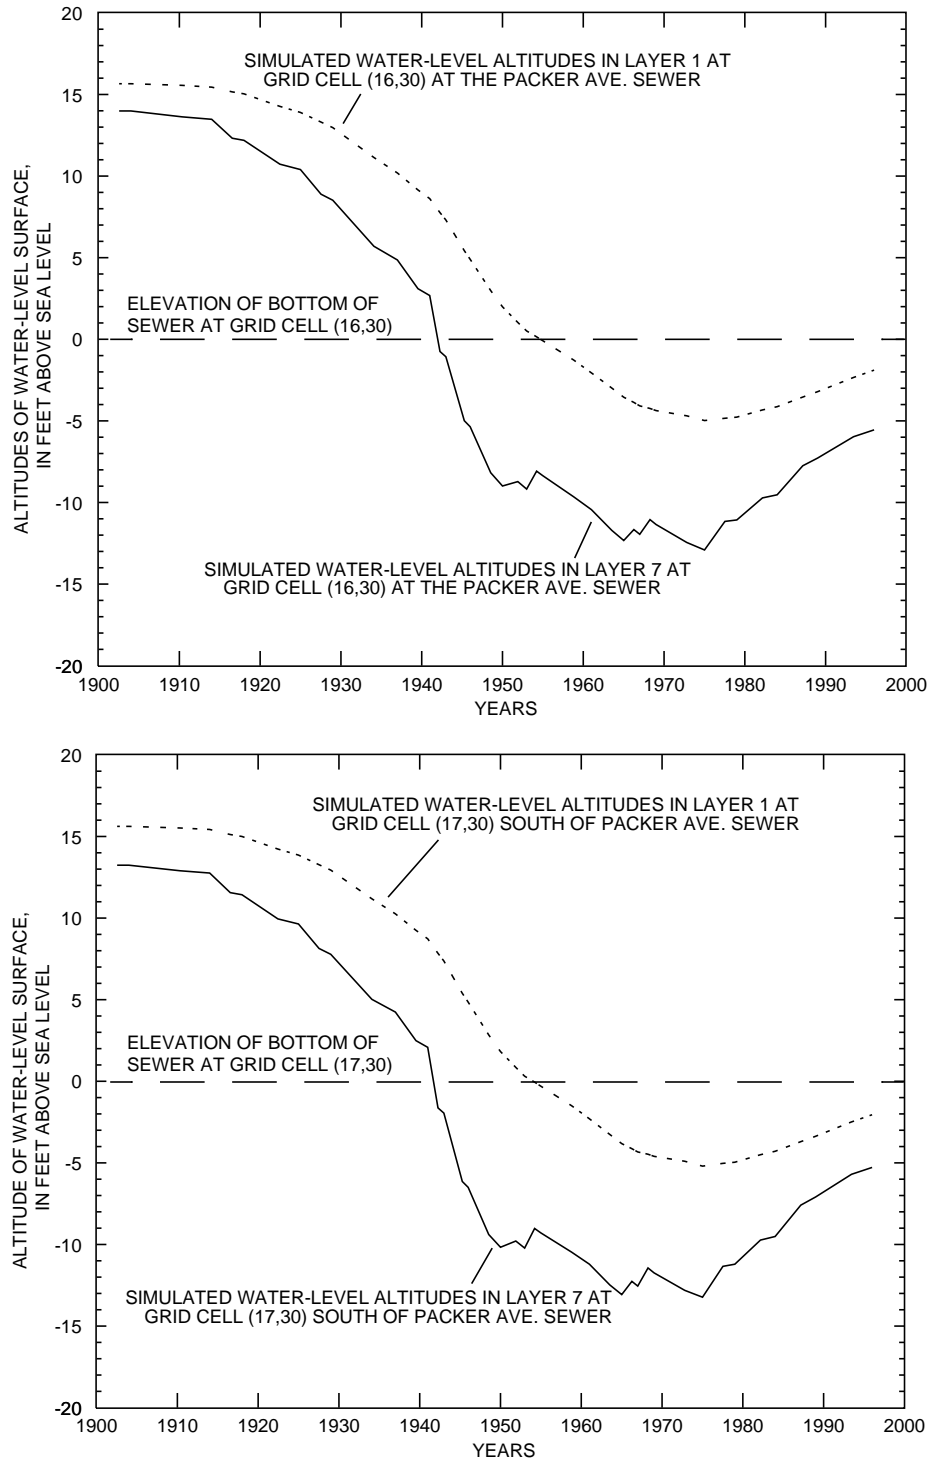 20
SIMULATED WATER-LEVEL ALTITUDES IN LAYER 1 AT
GRID CELL (16,30) AT THE PACKER AVE. SEWER
15
10
5
ELEVATION OF BOTTOM OF
SEWER AT GRID CELL (16,30)
0
-5
-10
SIMULATED WATER-LEVEL ALTITUDES IN LAYER 7 AT
GRID CELL (16,30) AT THE PACKER AVE. SEWER
-15
-20
ALTITUDES OF WATER-LEVEL SURFACE,
IN FEET ABOVE SEA LEVEL
1900 1910 1920 1930 1940 1950 1960 1970 1980 1990 2000
YEARS
20
SIMULATED WATER-LEVEL ALTITUDES IN LAYER 1 AT
GRID CELL (17,30) SOUTH OF PACKER AVE. SEWER
15
10
5
ELEVATION OF BOTTOM OF
SEWER AT GRID CELL (17,30)
0
-5
-10
SIMULATED WATER-LEVEL ALTITUDES IN LAYER 7 AT
GRID CELL (17,30) SOUTH OF PACKER AVE. SEWER
-15
-20
ALTITUDE OF WATER-LEVEL SURFACE,
IN FEET ABOVE SEA LEVEL
1900 1910 1920 1930 1940 1950 1960 1970 1980 1990 2000
YEARS